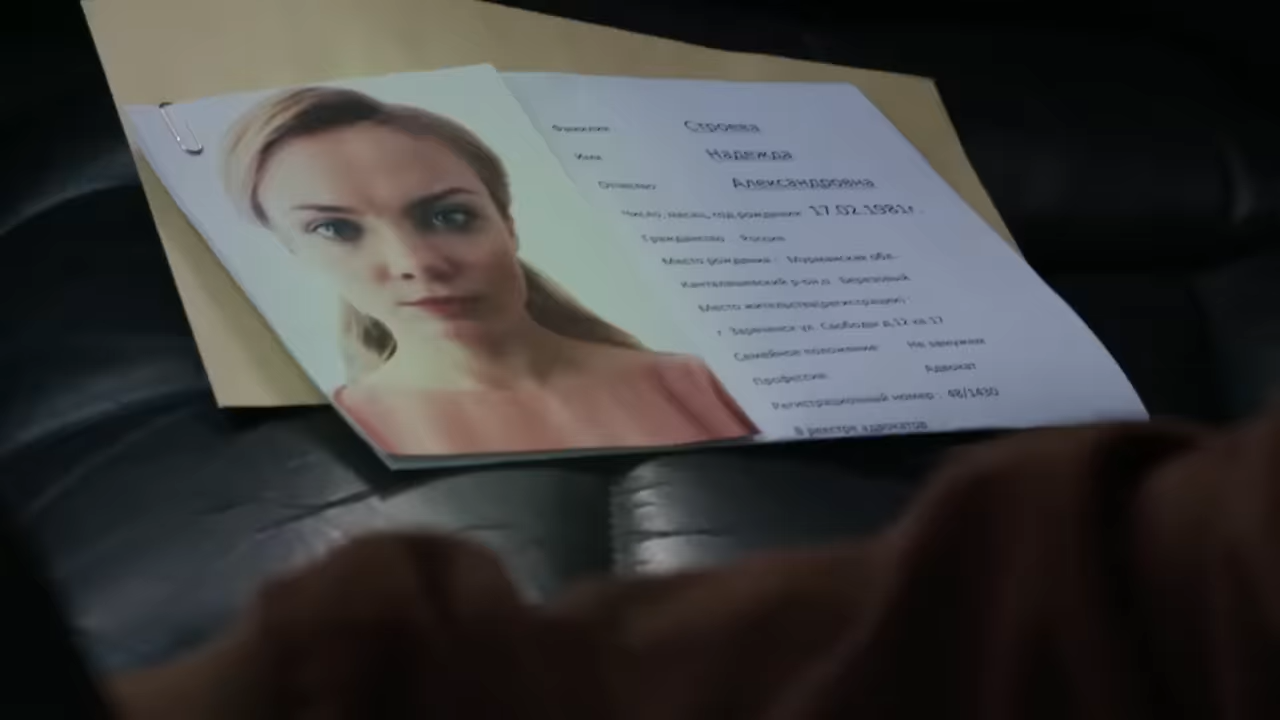 Фамилия Строева
Имя Надежда
Отчество Александровна
Число, месяц, год рождения 17.02.1981г.
Гражданство Россия
Место рождения : Мурманская обл.
Кандалакшский р-он,п. Березовый
Место жительства(регистрации) :
г. Зареченск ул. Свободы д.12 кв.17
Семейное положение: Не замужем
Профессия: Адвокат
Регистрационный номер : 48/1430
В реестре адвокатов